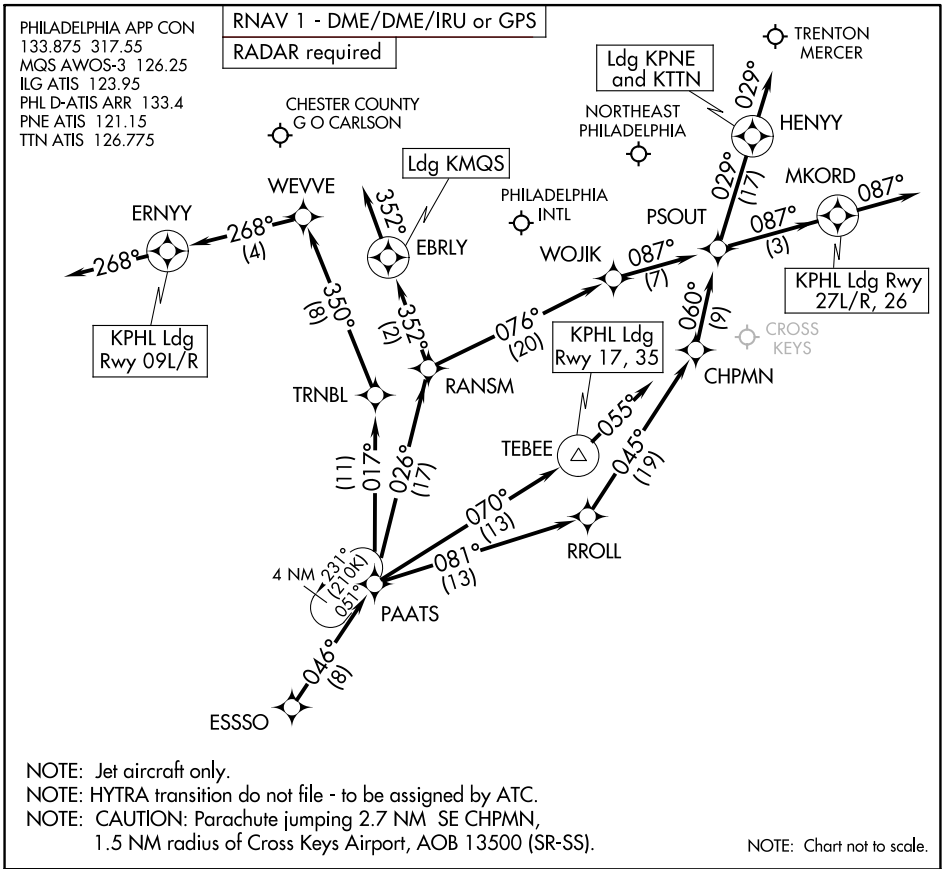 PHILADELPHIA APP CON
133.875 317.55
MQS AWOS-3 126.25
ILG ATIS 123.95
PHL D-ATIS ARR 133.4
PNE ATIS 121.15
TTN ATIS 126.775
RNAV 1 - DME/DME/IRU or GPS
RADAR required
TRENTON
MERCER
Ldg KPNE
and KTTN
029°
HENYY
CHESTER COUNTY
G O CARLSON
NORTHEAST
PHILADELPHIA
029°
(17)
Ldg KMQS
MKORD
087°
WEVVE
352°
PHILADELPHIA
INTL
PSOUT
087°
(3)
ERNYY
268°
(4)
268°
EBRLY
WOJIK
087°
(7)
KPHL Ldg Rwy
27L/R, 26
KPHL Ldg
Rwy 09L/R
350°
(8)
352°
(2)
076°
(20)
KPHL Ldg
Rwy 17, 35
060°
(9)
CROSS
KEYS
RANSM
CHPMN
TRNBL
055°
TEBEE
017°
(11)
026°
(17)
045°
(19)
070°
(13)
RROLL
081°
(13)
4 NM
231°
(210K)
051°
PAATS
046°
(8)
ESSSO
NOTE: Jet aircraft only.
NOTE: HYTRA transition do not file - to be assigned by ATC.
NOTE: CAUTION: Parachute jumping 2.7 NM SE CHPMN,
1.5 NM radius of Cross Keys Airport, AOB 13500 (SR-SS).
NOTE: Chart not to scale.